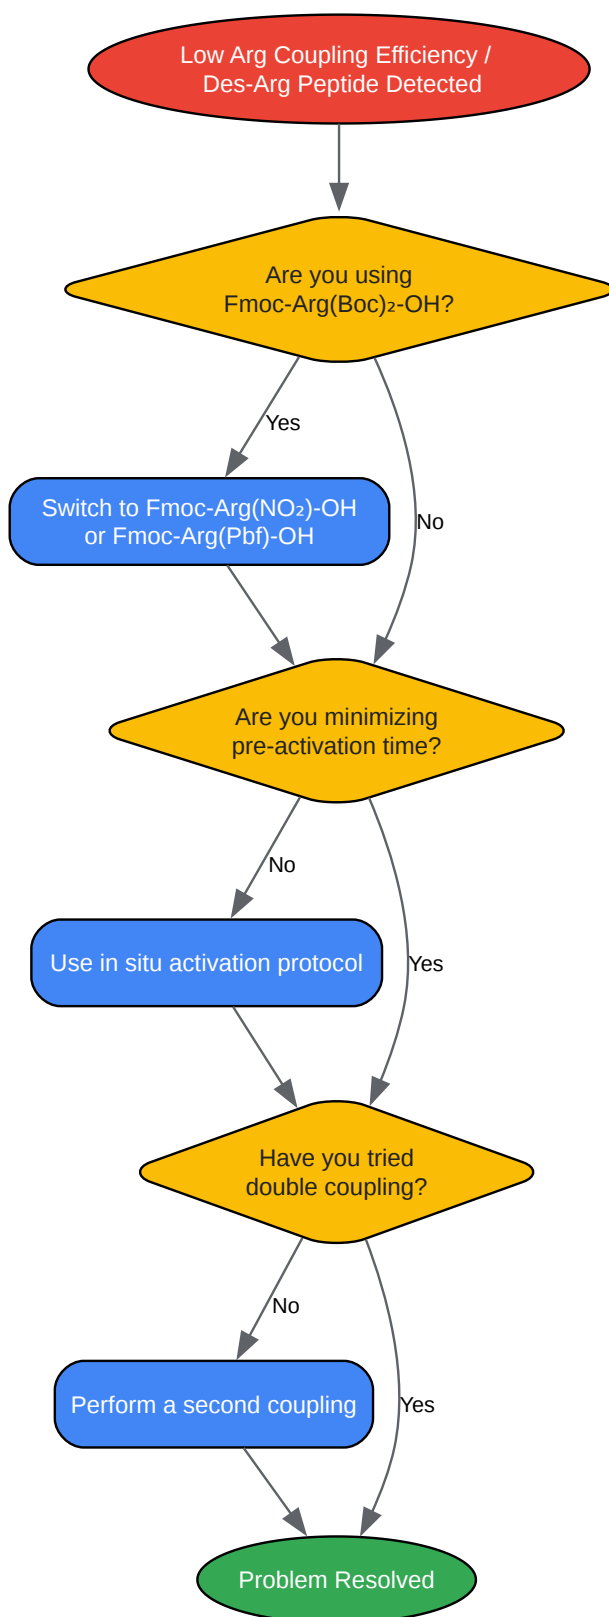 Low Arg Coupling Efficiency /
Des-Arg Peptide Detected
Are you using
Fmoc-Arg(Boc)₂-OH?
Yes
Switch to Fmoc-Arg(NO₂)-OH
or Fmoc-Arg(Pbf)-OH
No
Are you minimizing
pre-activation time?
No
Use in situ activation protocol
Yes
Have you tried
double coupling?
No
Perform a second coupling
Yes
Problem Resolved